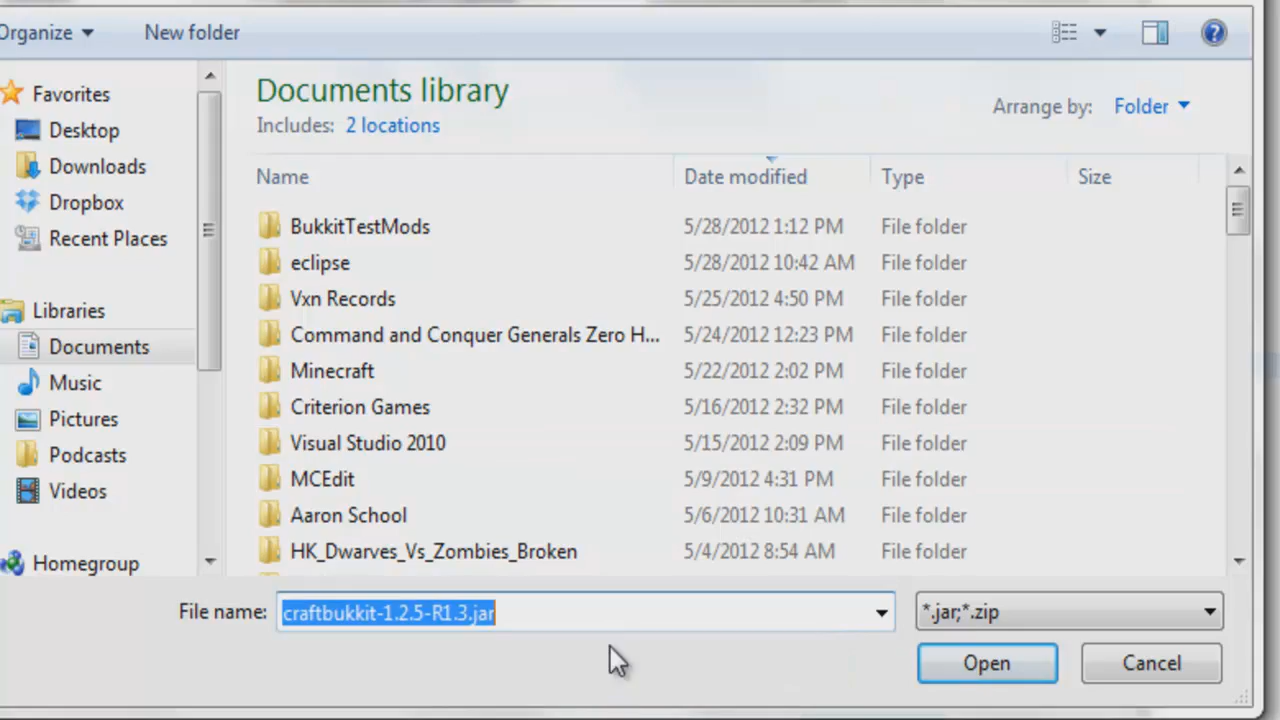 Organize New folder
Favorites
Desktop
Downloads
Dropbox
Recent Places
Libraries
Documents
Music
Pictures
Podcasts
Videos
Homegroup
Documents library
Includes: 2 locations
Arrange by: Folder
Name Date modified Type Size
BukkitTestMods 5/28/2012 1:12 PM File folder
eclipse 5/28/2012 10:42 AM File folder
Vxn Records 5/25/2012 4:50 PM File folder
Command and Conquer Generals Zero H... 5/24/2012 12:23 PM File folder
Minecraft 5/22/2012 2:02 PM File folder
Criterion Games 5/16/2012 2:32 PM File folder
Visual Studio 2010 5/15/2012 2:09 PM File folder
MCEdit 5/9/2012 4:31 PM File folder
Aaron School 5/6/2012 10:31 AM File folder
HK_Dwarves_Vs_Zombies_Broken 5/4/2012 8:54 AM File folder
File name: craftbukkit-1.2.5-R1.3.jar *.jar;*.zip
Open Cancel